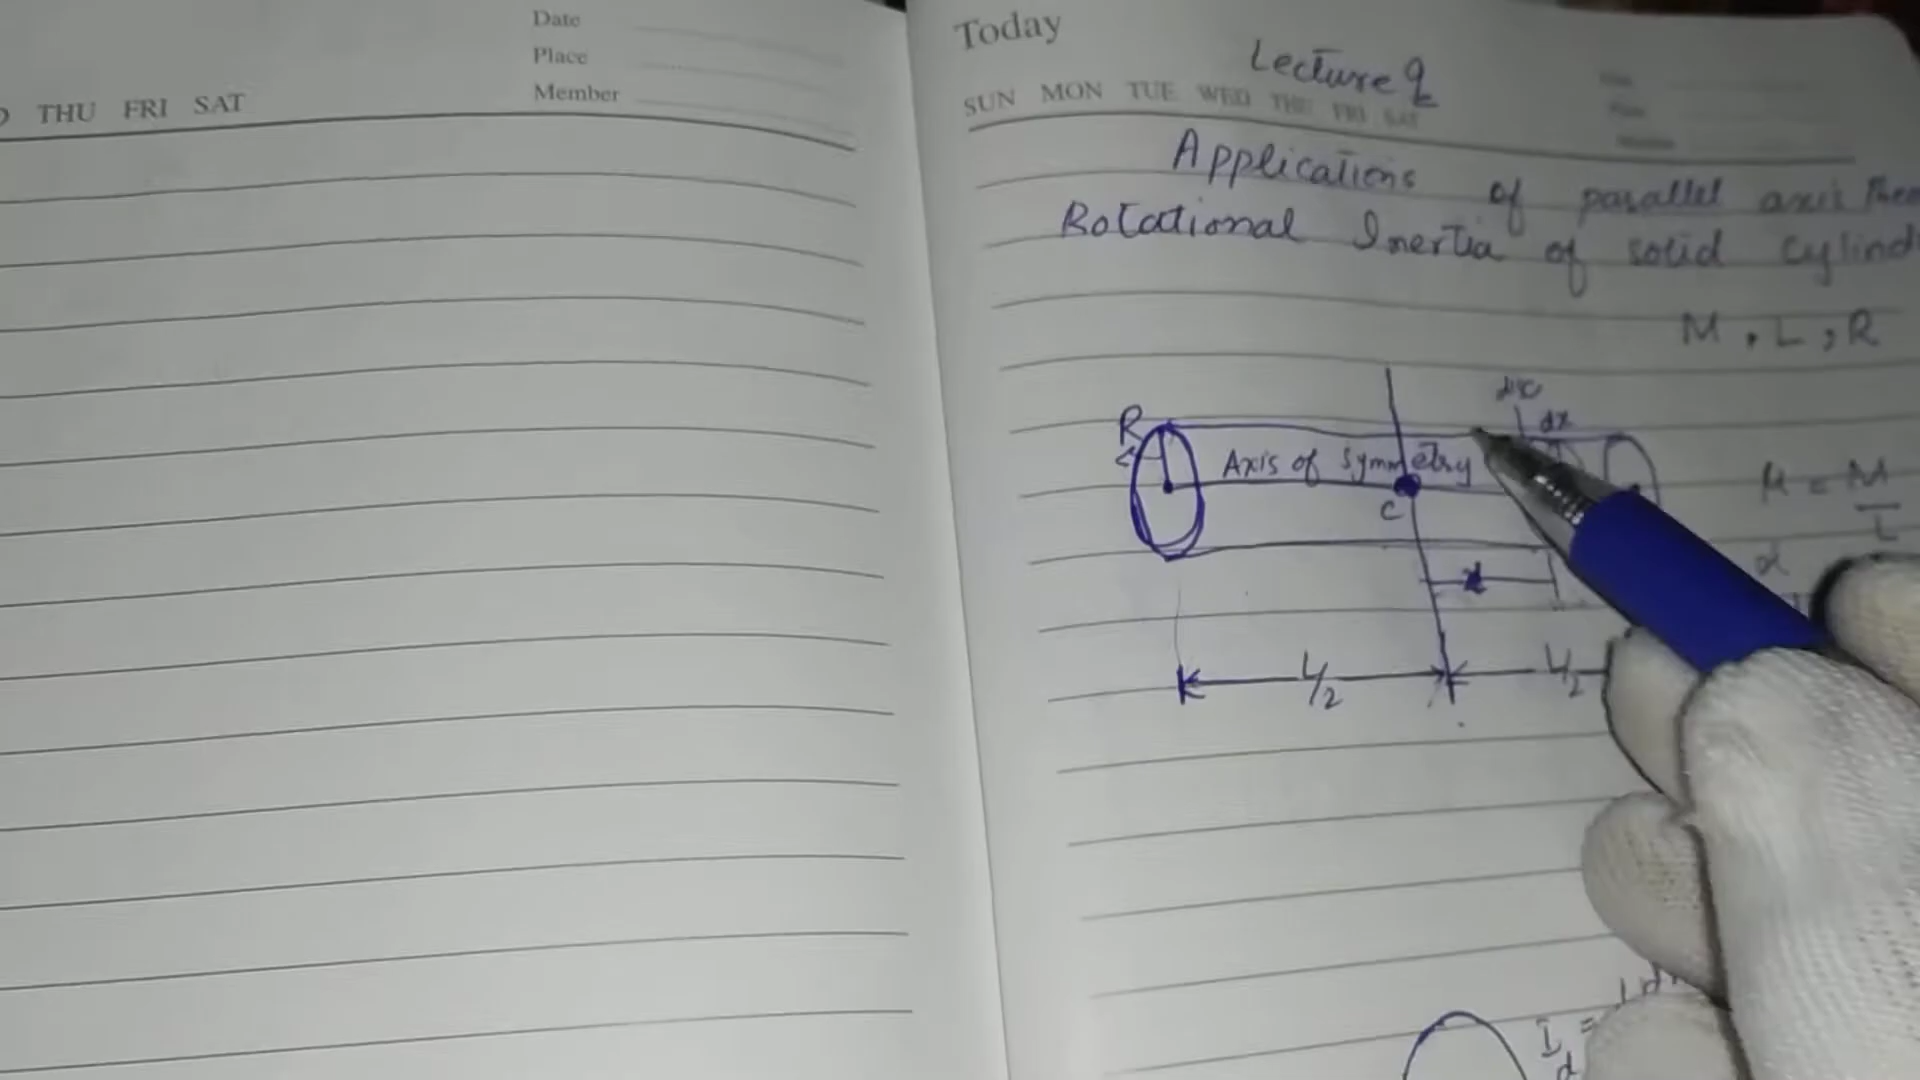 Date
Place
Member
THU FRI SAT
Today
Lecture 9
SUN MON TUE WED THU FRI SAT
Applications of parallel axis
Rotational Inertia of solid
M, L, R
dx
R
Axis of symmetry
C
x
L/2
L/2
μ = M
L
I
d
=